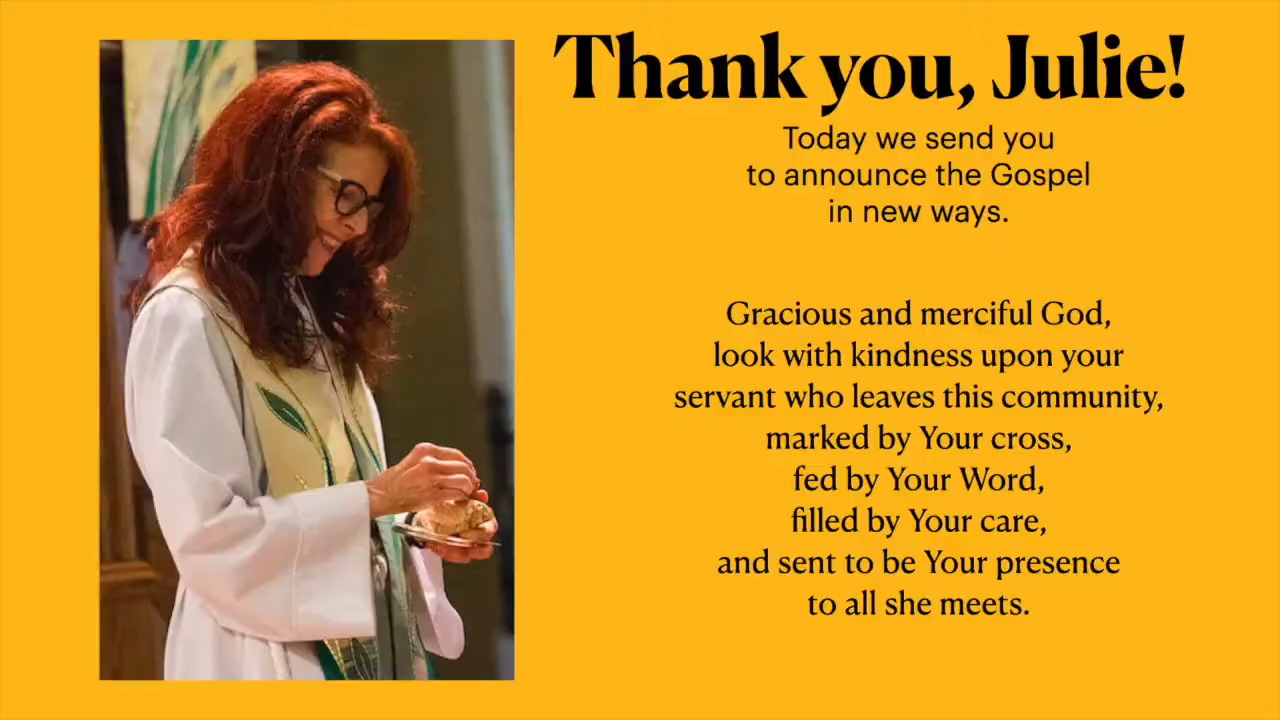 Thank you, Julie!
Today we send you
to announce the Gospel
in new ways.
Gracious and merciful God,
look with kindness upon your
servant who leaves this community,
marked by Your cross,
fed by Your Word,
filled by Your care,
and sent to be Your presence
to all she meets.